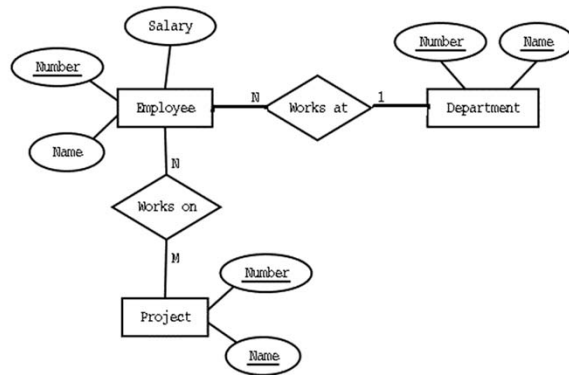 Salary
Number
Name
Number
Employee
N
Works at
1
Department
Name
N
Works on
M
Number
Project
Name